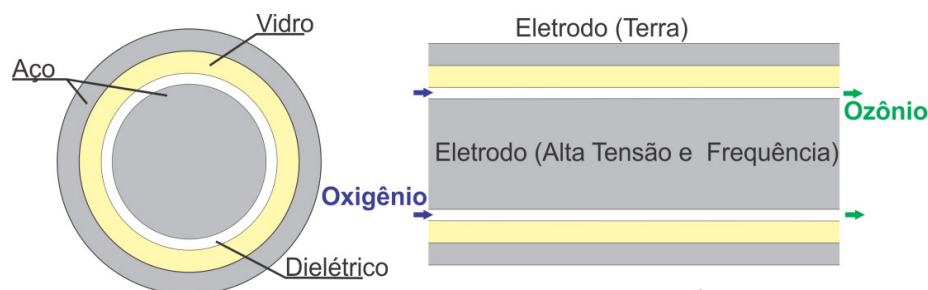 Vidro
Aço
Dielétrico
Eletrodo (Terra)
Ozônio
Eletrodo (Alta Tensão e Frequência)
Oxigênio